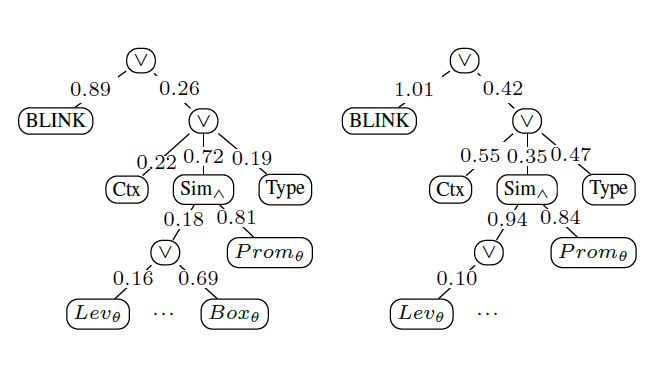 ∨ ∨
0.89 0.26 1.01 0.42
BLINK ∨ BLINK ∨
0.22 0.72 0.19 0.55 0.35 0.47
Ctx Sim∧ Type Ctx Sim∧ Type
0.18 0.81 0.94 0.84
∨ Promθ ∨ Promθ
0.16 0.69 0.10
Levθ ... Boxθ Levθ ...